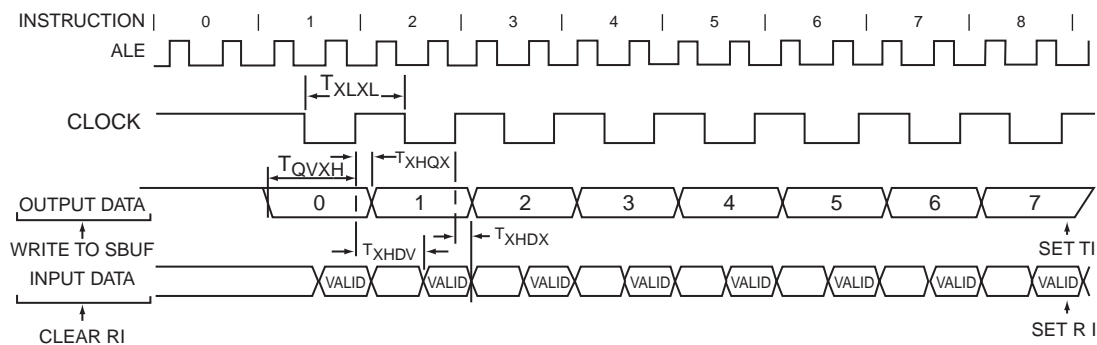 INSTRUCTION | 0 | 1 | 2 | 3 | 4 | 5 | 6 | 7 | 8 |
ALE
TXLXL
CLOCK
TQVXH
TXHQX
OUTPUT DATA
0 1 2 3 4 5 6 7
WRITE TO SBUF
TXHDV
TXHDX
SET TI
INPUT DATA
VALID VALID VALID VALID VALID VALID VALID VALID
CLEAR RI
SET R I